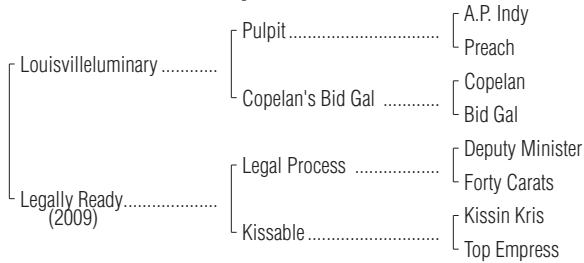 A.P. Indy
Pulpit
Preach
Louisvilleluminary
Copelan
Copelan's Bid Gal
Bid Gal
Deputy Minister
Legal Process
Forty Carats
Legally Ready
(2009)
Kissin Kris
Kissable
Top Empress